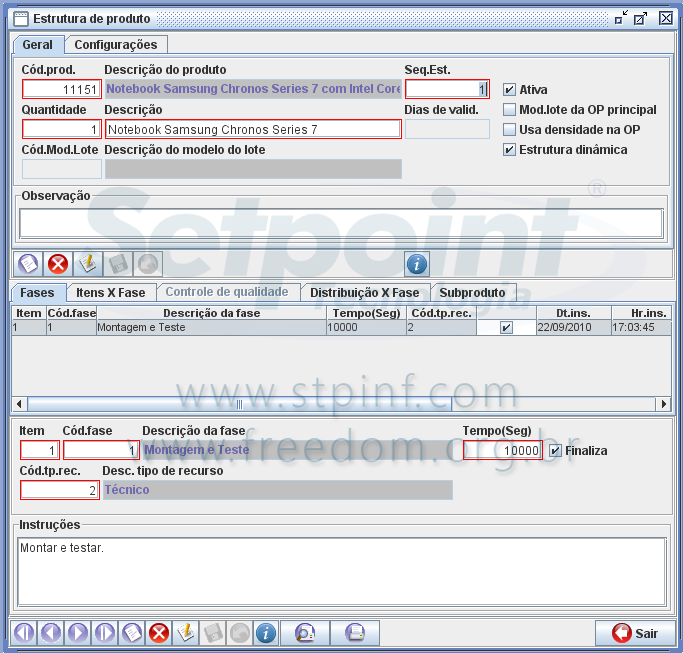 Estrutura de produto
Geral Configurações
Cód.prod. Descrição do produto Seq.Est.
11151 Notebook Samsung Chronos Series 7 com Intel Core 1 Ativa
Quantidade Descrição Dias de valid. Mod.lote da OP principal
1 Notebook Samsung Chronos Series 7 Usa densidade na OP
Cód.Mod.Lote Descrição do modelo do lote Estrutura dinâmica
Observação
Setpoint ®
Tecnologia
Fases Itens X Fase Controle de qualidade Distribuição X Fase Subproduto
Item Cód.fase Descrição da fase Tempo(Seg) Cód.tp.rec. Dt.ins. Hr.ins.
1 1 Montagem e Teste 10000 2 22/09/2010 17:03:45
www.stpinf.com
Item Cód.fase Descrição da fase Tempo(Seg)
1 1 Montagem e Teste 10000 Finaliza
www.freedom.org.br
Cód.tp.rec. Desc. tipo de recurso
2 Técnico
Instruções
Montar e testar.
Sair